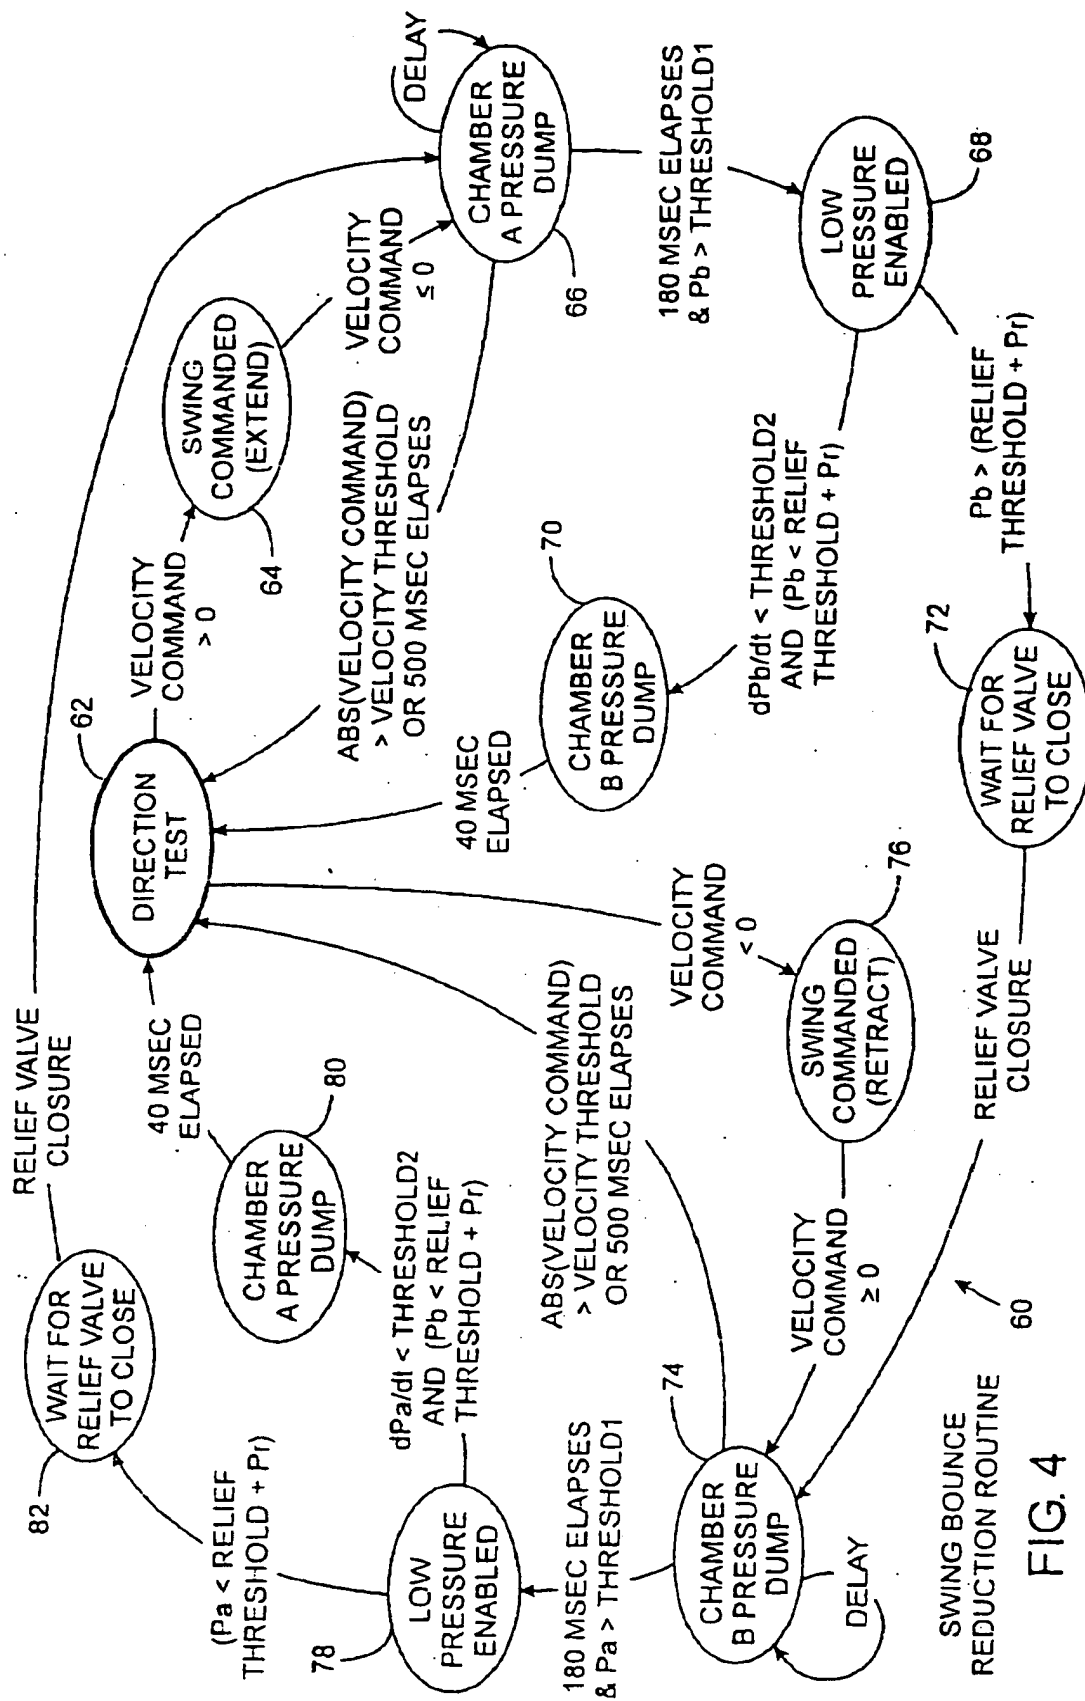 RELIEF VALVE
CLOSURE
82
WAIT FOR
RELIEF VALVE
TO CLOSE
40 MSEC
ELAPSED
62
DIRECTION
TEST
VELOCITY
COMMAND
> 0
SWING
COMMANDED
(EXTEND)
64
VELOCITY
COMMAND
≤ 0
DELAY
CHAMBER
A PRESSURE
DUMP
66
ABS(VELOCITY COMMAND)
> VELOCITY THRESHOLD
OR 500 MSEC ELAPSES
180 MSEC ELAPSES
& Pb > THRESHOLD1
LOW
PRESSURE
ENABLED
68
dPb/dt < THRESHOLD2
AND (Pb < RELIEF
THRESHOLD + Pr)
70
CHAMBER
B PRESSURE
DUMP
40 MSEC
ELAPSED
Pb > (RELIEF
THRESHOLD + Pr)
72
WAIT FOR
RELIEF VALVE
TO CLOSE
RELIEF VALVE
CLOSURE
VELOCITY
COMMAND
< 0
76
SWING
COMMANDED
(RETRACT)
VELOCITY
COMMAND
≥ 0
ABS(VELOCITY COMMAND)
> VELOCITY THRESHOLD
OR 500 MSEC ELAPSES
74
CHAMBER
B PRESSURE
DUMP
DELAY
180 MSEC ELAPSES
& Pa > THRESHOLD1
78
LOW
PRESSURE
ENABLED
(Pa < RELIEF
THRESHOLD + Pr)
dPa/dt < THRESHOLD2
AND (Pb < RELIEF
THRESHOLD + Pr)
80
CHAMBER
A PRESSURE
DUMP
60
SWING BOUNCE
REDUCTION ROUTINE
FIG. 4